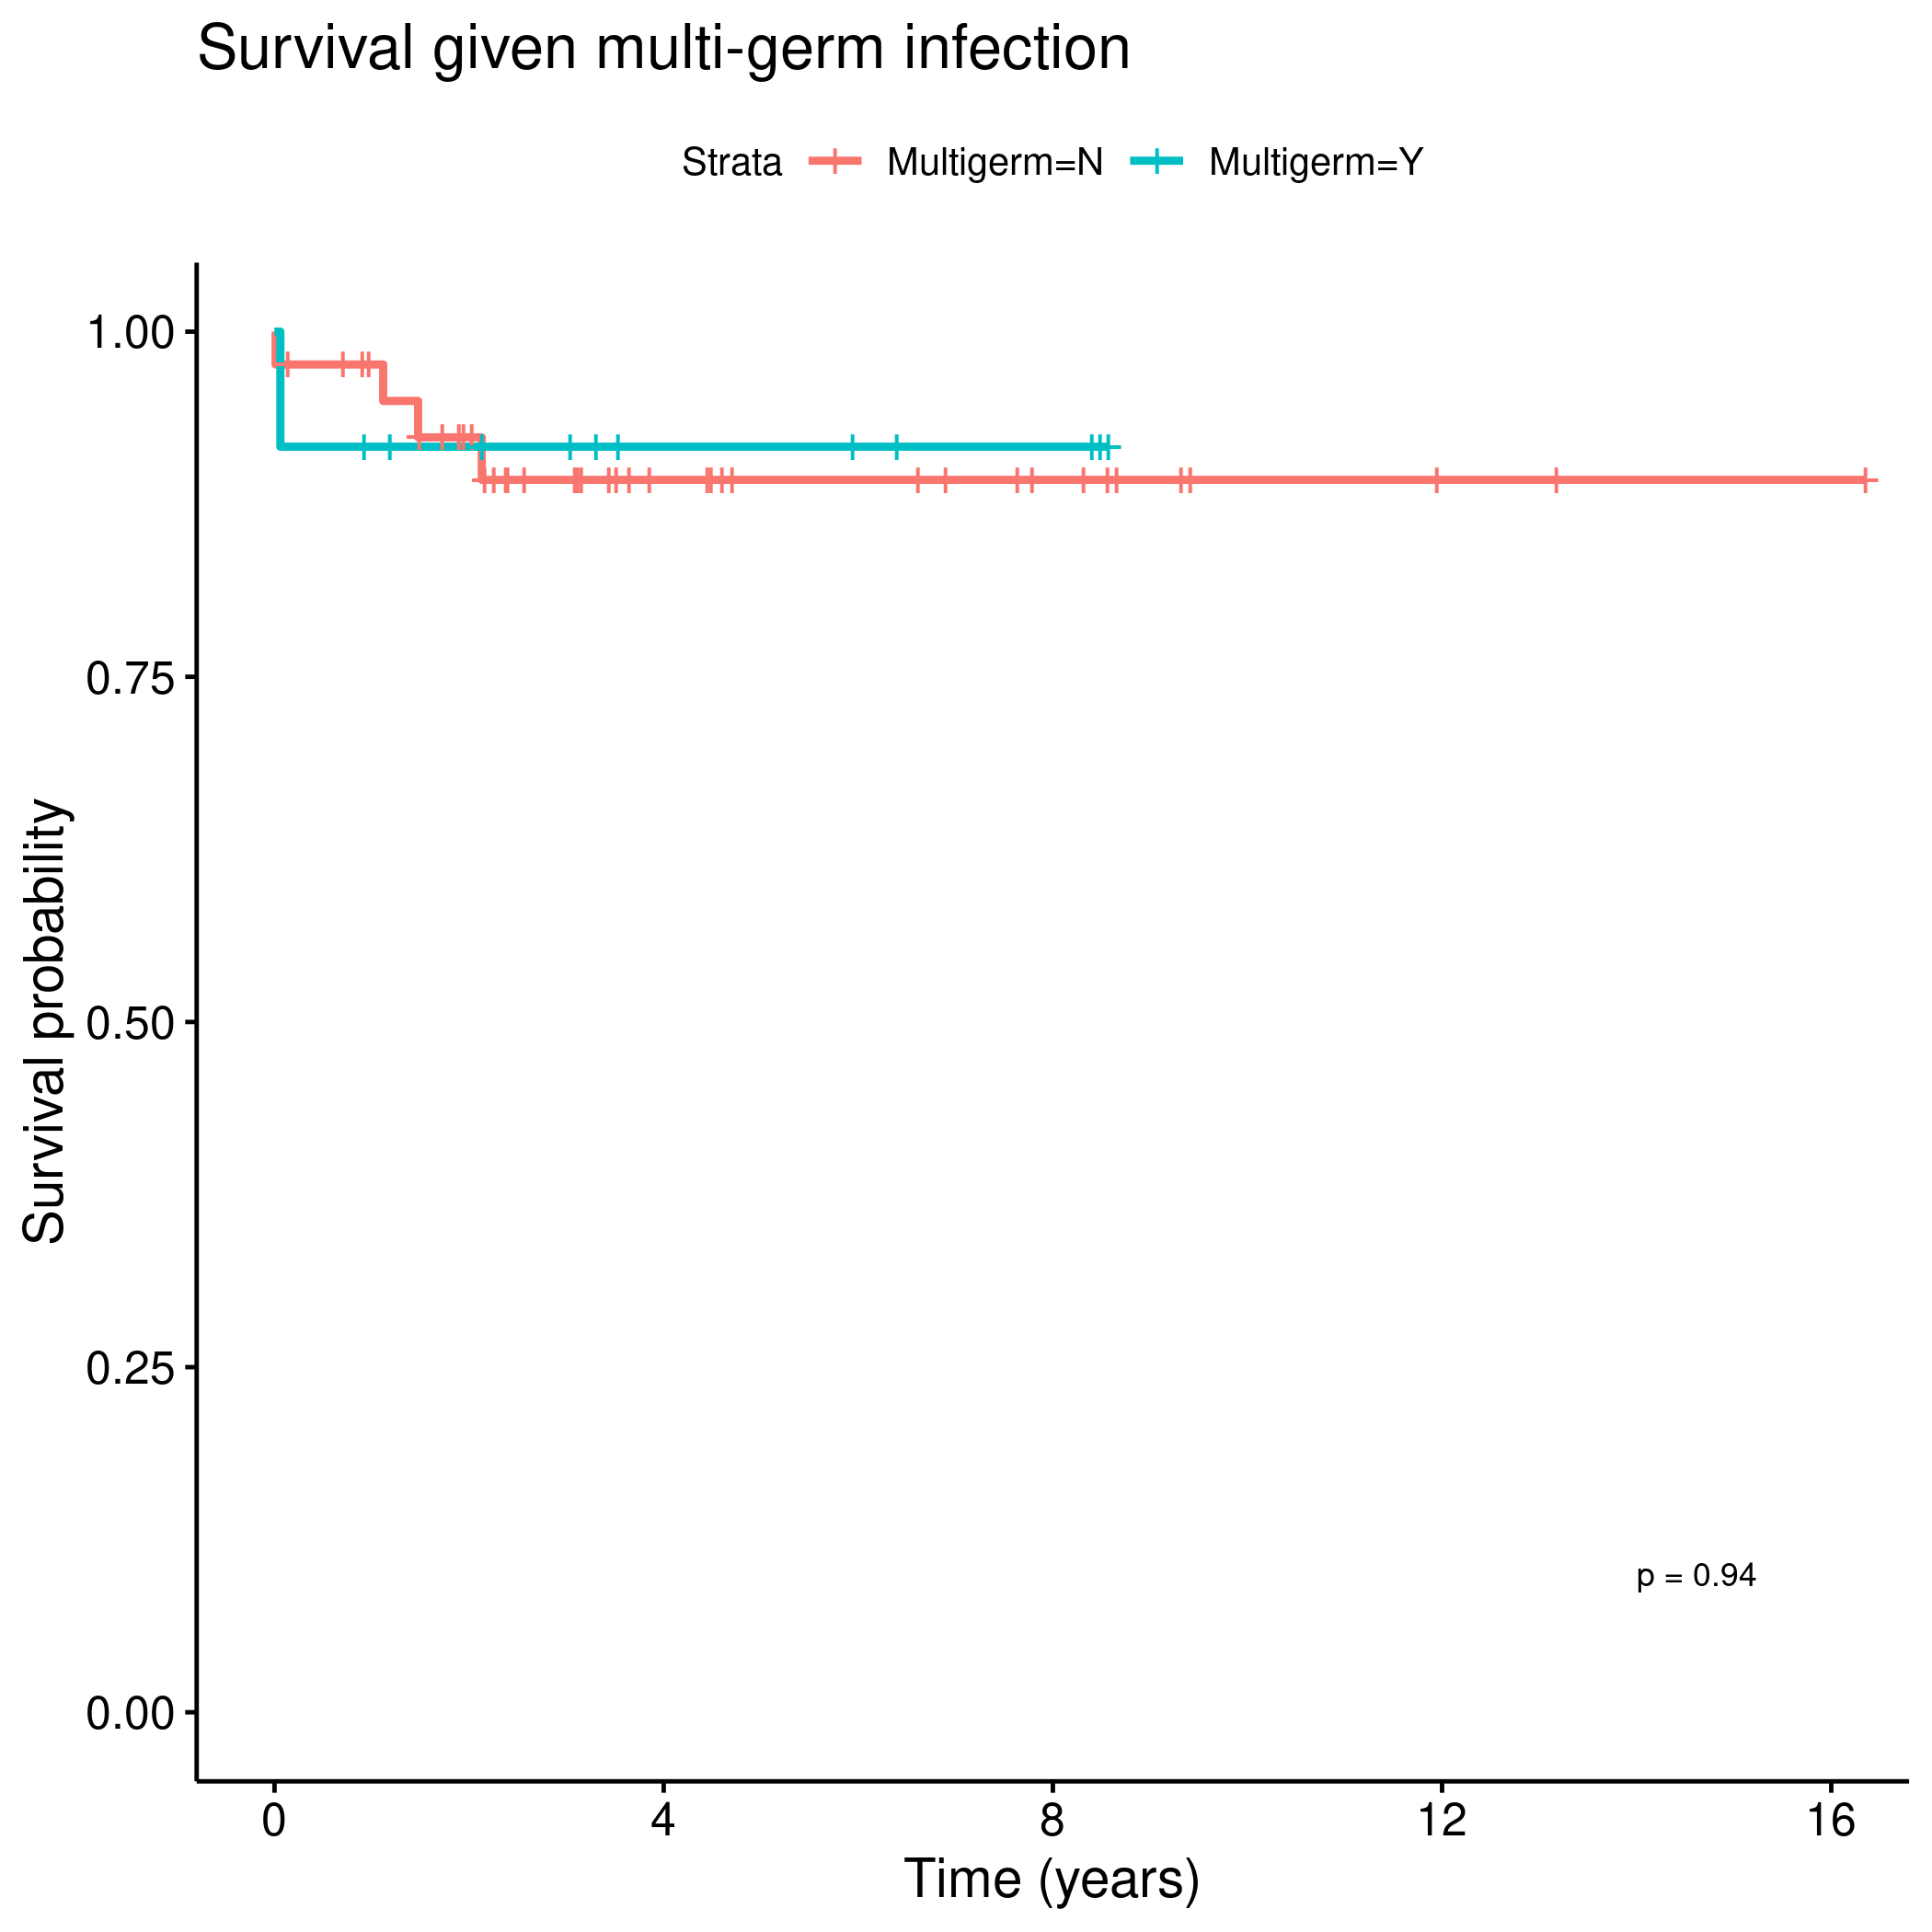 Survival given multi-germ infection
Strata Multigerm=N Multigerm=Y
1.00
0.75
0.50
0.25
0.00
Survival probability
p = 0.94
0 4 8 12 16
Time (years)